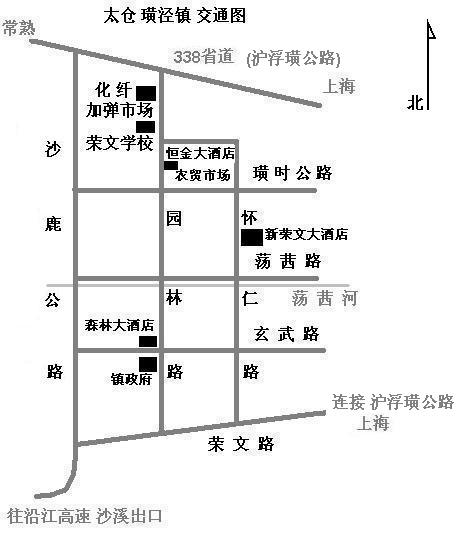 太仓 璜泾镇 交通图
常熟
338省道 (沪浮璜公路)
上海
北
化纤
加弹市场
荣文学校
恒金大酒店
农贸市场
璜时公路
沙鹿公路
园林路
怀仁路
新荣文大酒店
荡茜路
荡茜河
森林大酒店
玄武路
镇政府
连接 沪浮璜公路
上海
荣文路
往沿江高速 沙溪出口